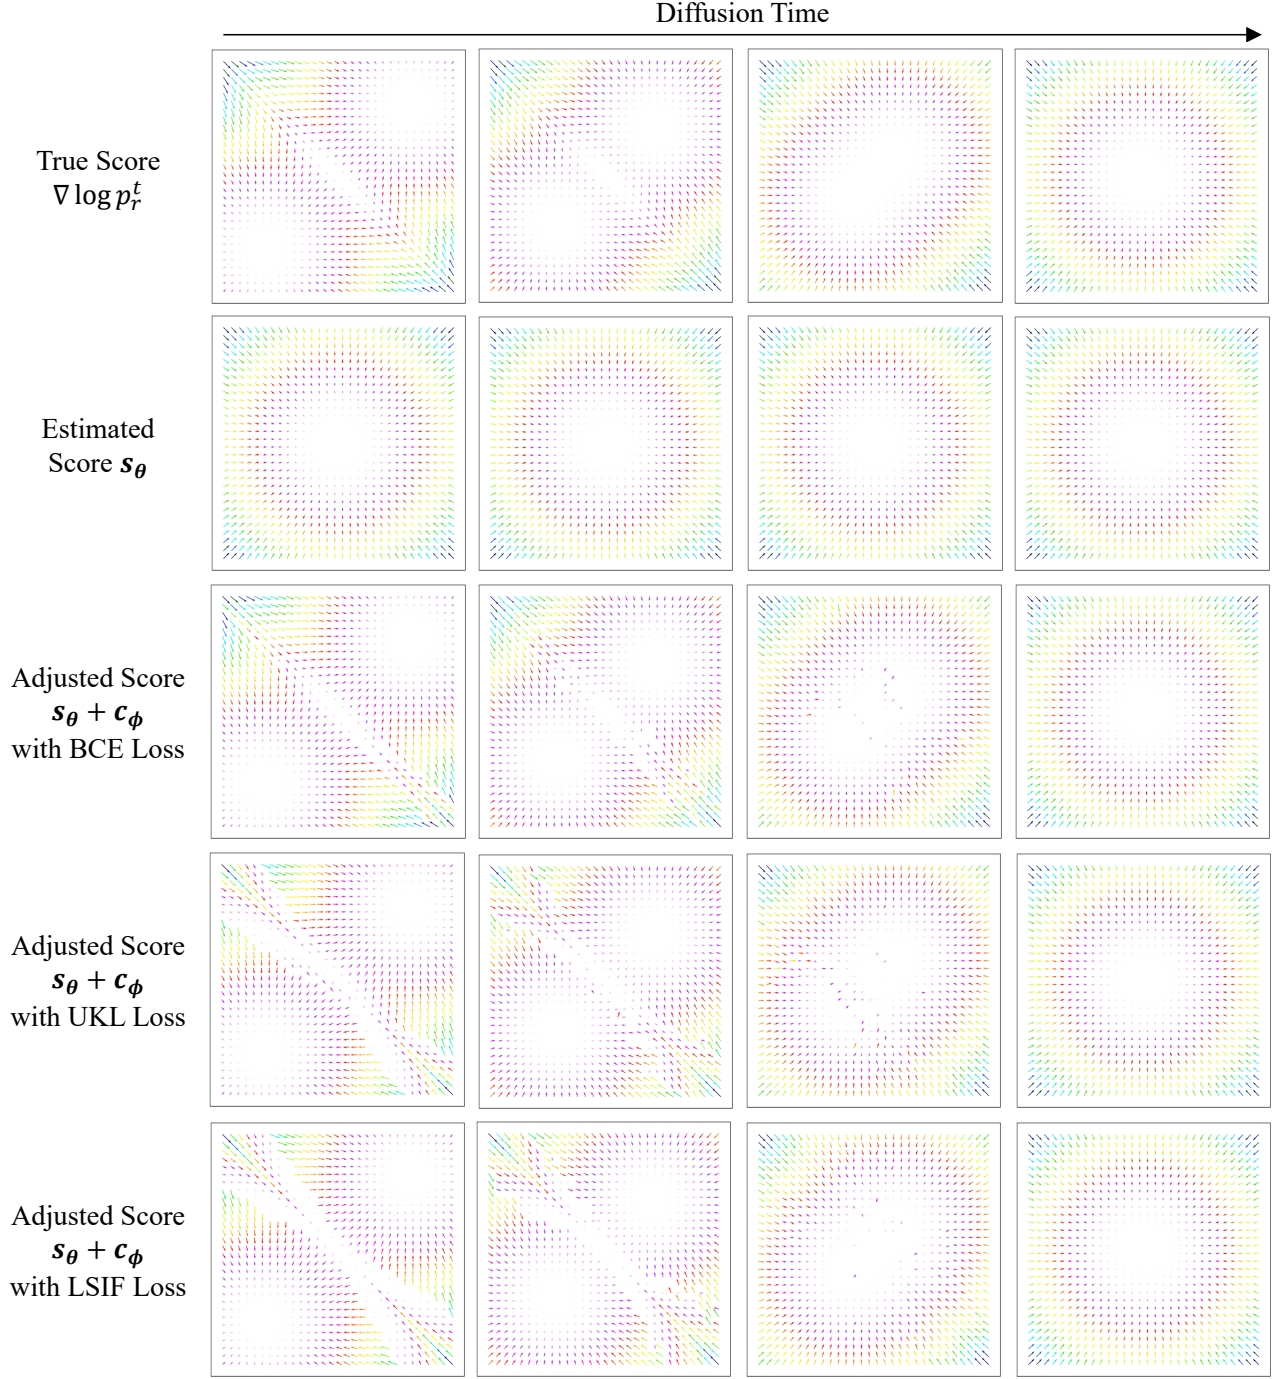 Diffusion Time
True Score
∇ log p_r^t
Estimated
Score s_θ
Adjusted Score
s_θ + c_ϕ
with BCE Loss
Adjusted Score
s_θ + c_ϕ
with UKL Loss
Adjusted Score
s_θ + c_ϕ
with LSIF Loss